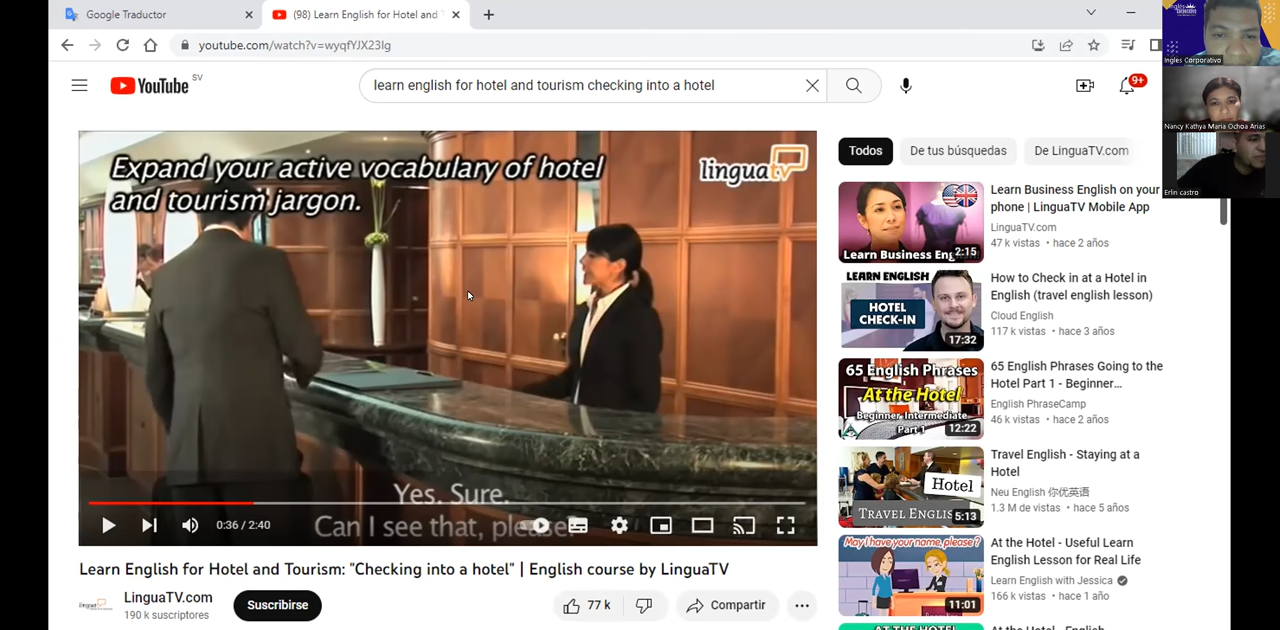 Google Traductor
(98) Learn English for Hotel and
youtube.com/watch?v=wyqfYJX23Ig
YouTube SV
learn english for hotel and tourism checking into a hotel
9+
Inglés Corporativo
Nancy Kathya Maria Ochoa Arias
Erlin castro
Expand your active vocabulary of hotel
and tourism jargon.
linguatv
Yes. Sure.
Can I see that, please?
0:36 / 2:40
Learn English for Hotel and Tourism: "Checking into a hotel" | English course by LinguaTV
LinguaTV.com
190 k suscriptores
Suscribirse
77 k
Compartir
Todos
De tus búsquedas
De LinguaTV.com
Learn Business Eng
2:15
Learn Business English on your
phone | LinguaTV Mobile App
LinguaTV.com
47 k vistas • hace 2 años
LEARN ENGLISH
HOTEL
CHECK-IN
17:32
How to Check in at a Hotel in
English (travel english lesson)
Cloud English
117 k vistas • hace 3 años
65 English Phrases
At the Hotel
Beginner Intermediate
Part 1
12:22
65 English Phrases Going to the
Hotel Part 1 - Beginner...
English PhraseCamp
46 k vistas • hace 2 años
Hotel
TRAVEL ENGLIS
5:13
Travel English - Staying at a
Hotel
Neu English 你优英语
1.3 M de vistas • hace 5 años
May I have your name, please?
11:01
At the Hotel - Useful Learn
English Lesson for Real Life
Learn English with Jessica
166 k vistas • hace 1 año